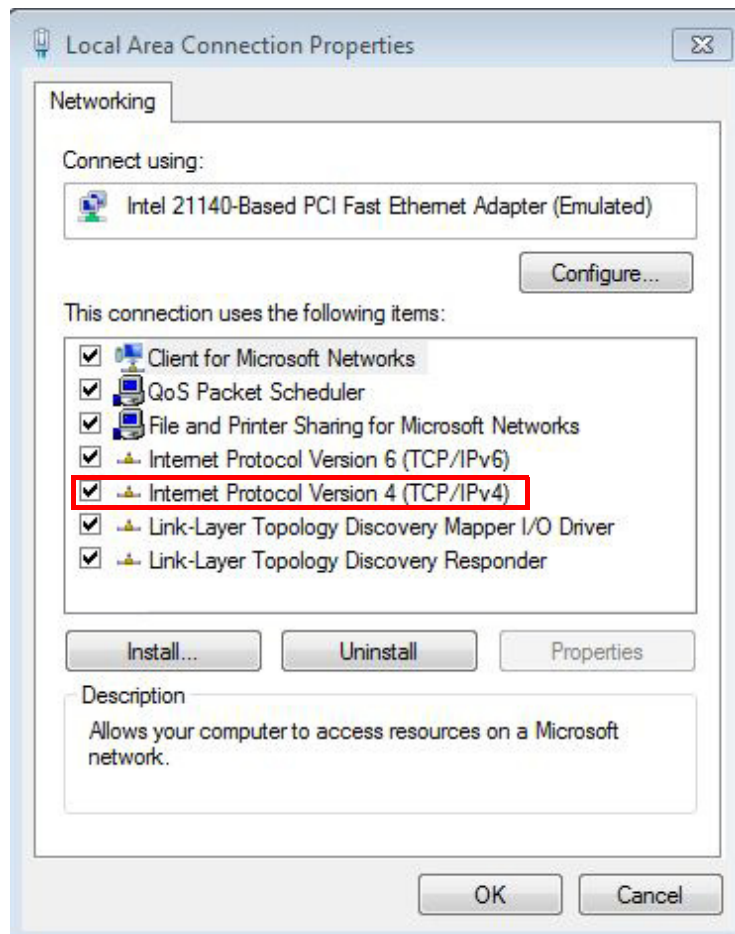 Local Area Connection Properties
Networking
Connect using:
Intel 21140-Based PCI Fast Ethernet Adapter (Emulated)
Configure...
This connection uses the following items:
Client for Microsoft Networks
QoS Packet Scheduler
File and Printer Sharing for Microsoft Networks
Internet Protocol Version 6 (TCP/IPv6)
Internet Protocol Version 4 (TCP/IPv4)
Link-Layer Topology Discovery Mapper I/O Driver
Link-Layer Topology Discovery Responder
Install... Uninstall Properties
Description
Allows your computer to access resources on a Microsoft
network.
OK Cancel